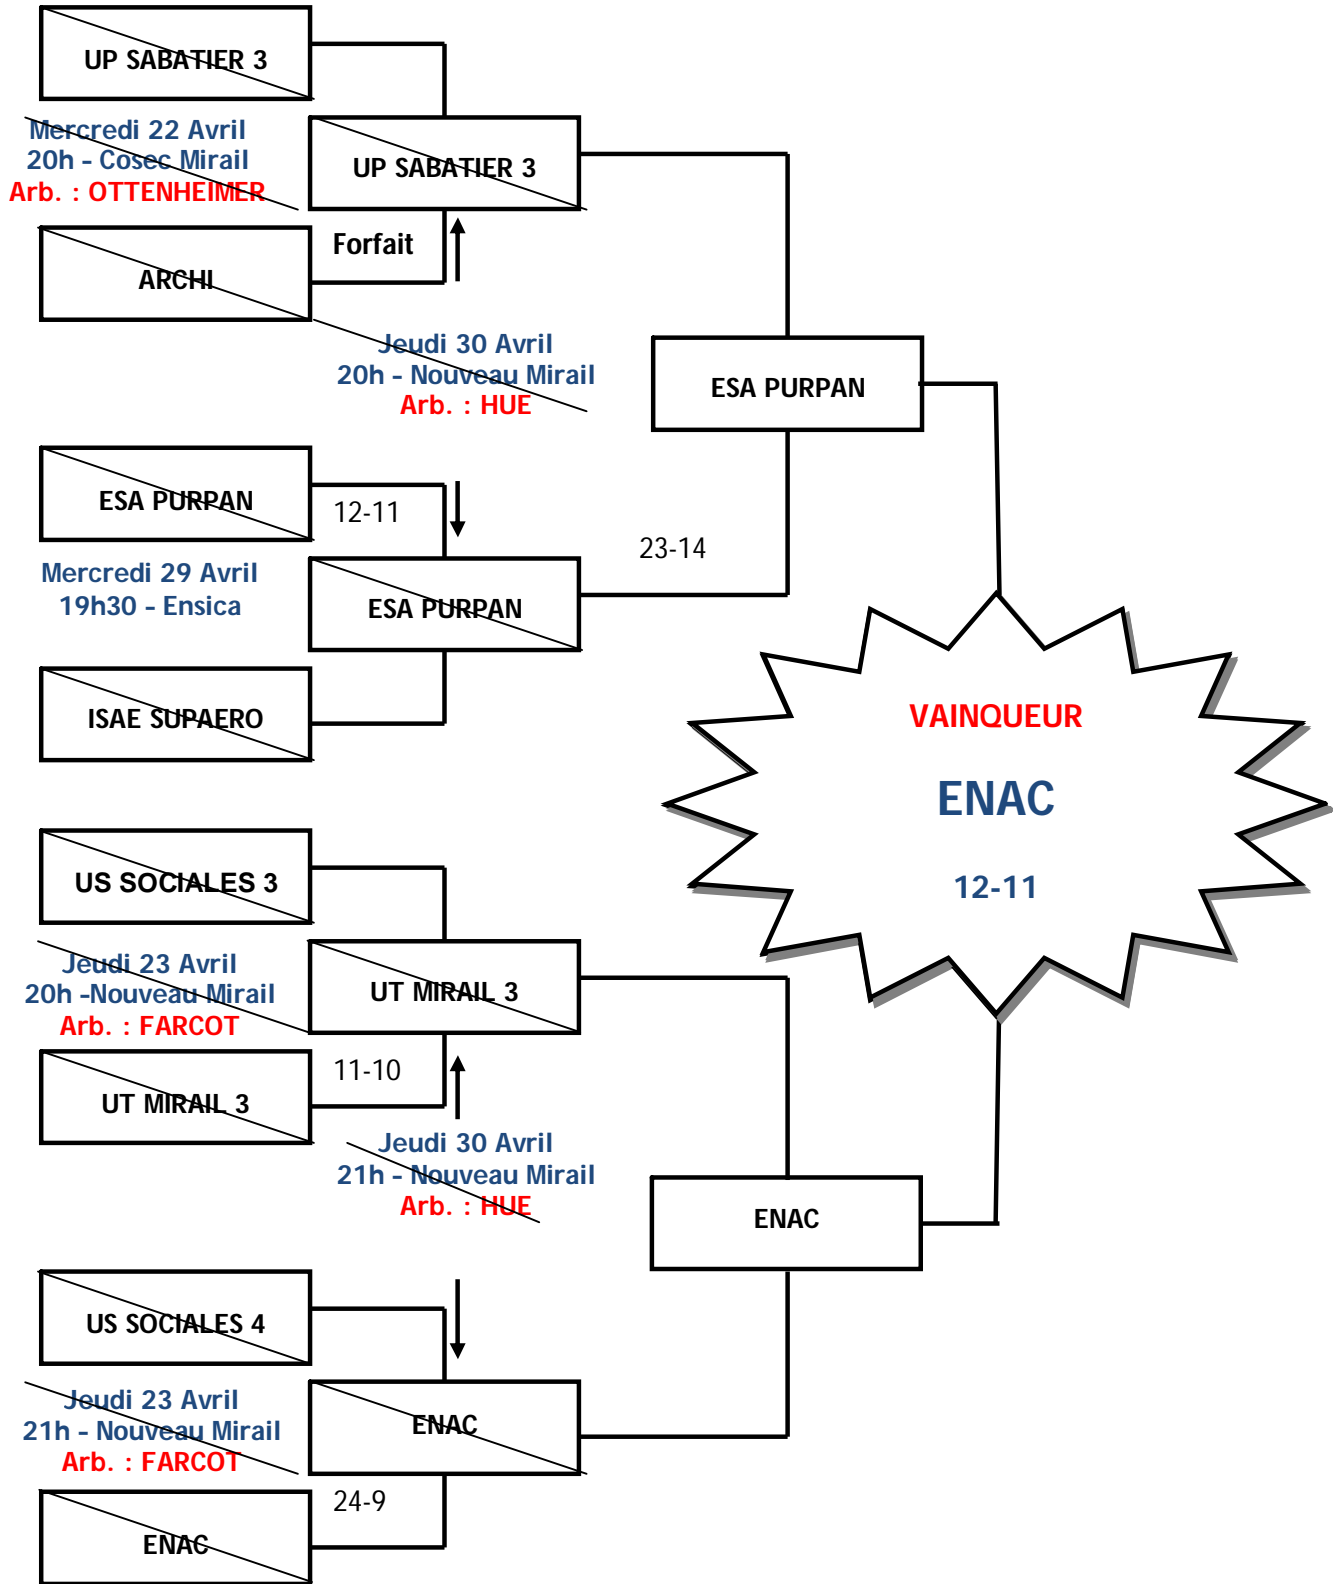 UP SABATIER 3
Mercredi 22 Avril
20h - Cosec Mirail
Arb. : OTTENHEIMER
UP SABATIER 3
Forfait
ARCHI
Jeudi 30 Avril
20h - Nouveau Mirail
Arb. : HUE
ESA PURPAN
ESA PURPAN
12-11
23-14
Mercredi 29 Avril
19h30 - Ensica
ESA PURPAN
ISAE SUPAERO
VAINQUEUR
ENAC
12-11
US SOCIALES 3
Jeudi 23 Avril
20h -Nouveau Mirail
Arb. : FARCOT
UT MIRAIL 3
11-10
UT MIRAIL 3
Jeudi 30 Avril
21h - Nouveau Mirail
Arb. : HUE
ENAC
US SOCIALES 4
Jeudi 23 Avril
21h - Nouveau Mirail
Arb. : FARCOT
ENAC
24-9
ENAC